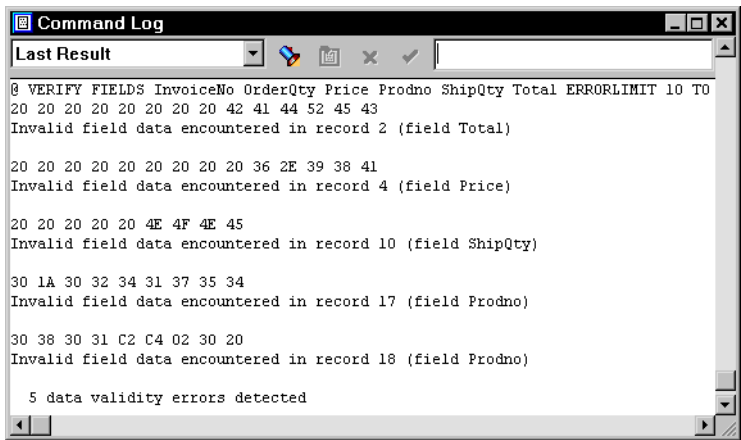 Command Log
Last Result
@ VERIFY FIELDS InvoiceNo OrderQty Price Prodno ShipQty Total ERRORLIMIT 10 TO
20 20 20 20 20 20 20 20 42 41 44 52 45 43
Invalid field data encountered in record 2 (field Total)
20 20 20 20 20 20 20 20 20 36 2E 39 38 41
Invalid field data encountered in record 4 (field Price)
20 20 20 20 20 4E 4F 4E 45
Invalid field data encountered in record 10 (field ShipQty)
30 1A 30 32 34 31 37 35 34
Invalid field data encountered in record 17 (field Prodno)
30 38 30 31 C2 C4 02 30 20
Invalid field data encountered in record 18 (field Prodno)
5 data validity errors detected